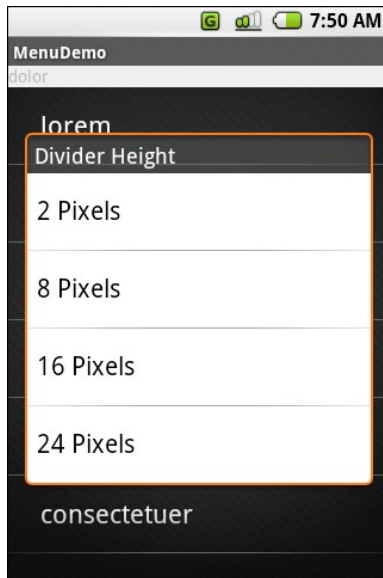 G 7:50 AM
MenuDemo
dolor
lorem
Divider Height
2 Pixels
8 Pixels
16 Pixels
24 Pixels
consectetuer